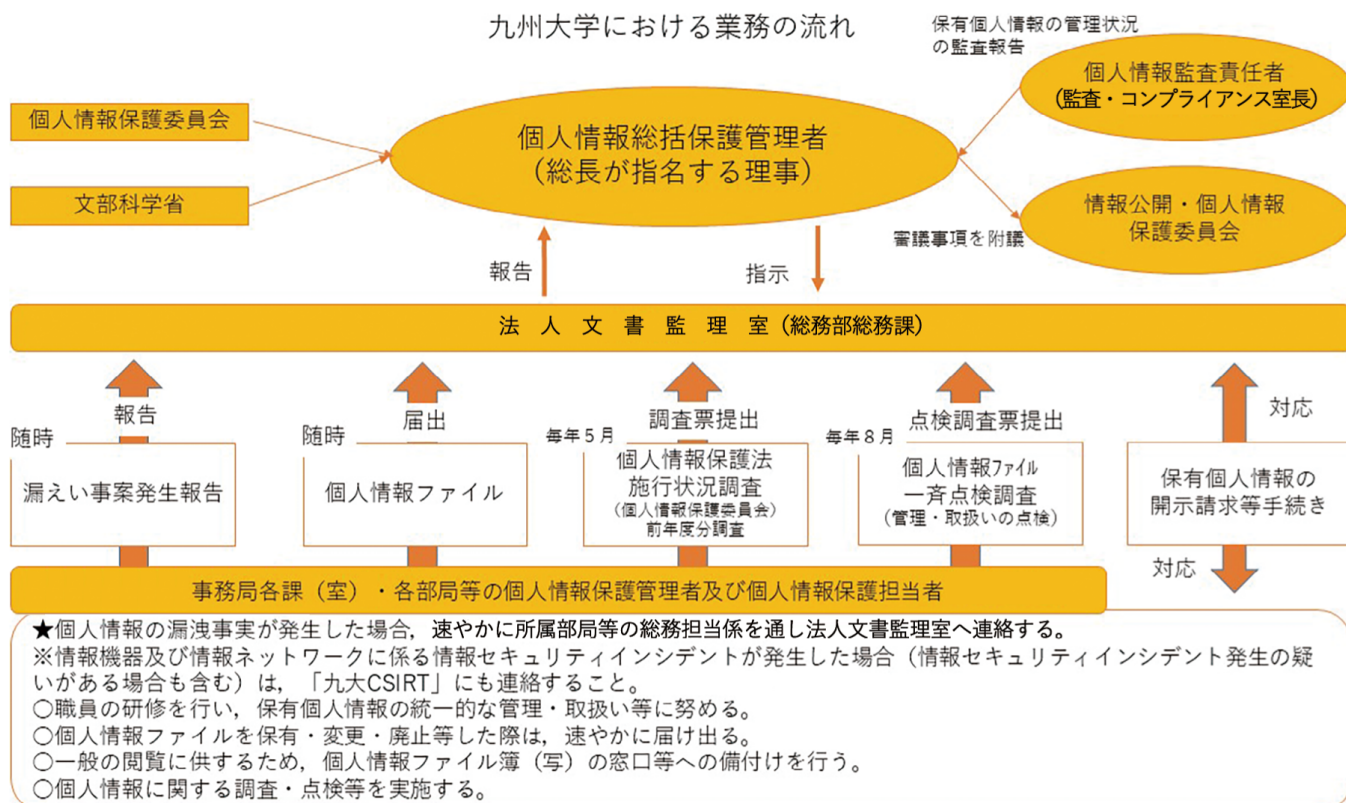 九州大学における業務の流れ
保有個人情報の管理状況
の監査報告
個人情報監査責任者
(監査・コンプライアンス室長)
個人情報保護委員会
個人情報総括保護管理者
(総長が指名する理事)
文部科学省
情報公開・個人情報
保護委員会
審議事項を附議
報告
指示
法 人 文 書 監 理 室 (総務部総務課)
報告
随時
漏えい事案発生報告
届出
随時
個人情報ファイル
調査票提出
毎年5月
個人情報保護法
施行状況調査
(個人情報保護委員会)
前年度分調査
点検調査票提出
毎年8月
個人情報ファイル
一斉点検調査
(管理・取扱いの点検)
対応
保有個人情報の
開示請求等手続き
対応
事務局各課(室)・各部局等の個人情報保護管理者及び個人情報保護担当者
★個人情報の漏洩事実が発生した場合,速やかに所属部局等の総務担当係を通し法人文書監理室へ連絡する。
※情報機器及び情報ネットワークに係る情報セキュリティインシデントが発生した場合(情報セキュリティインシデント発生の疑
いがある場合も含む)は,「九大CSIRT」にも連絡すること。
○職員の研修を行い,保有個人情報の統一的な管理・取扱い等に努める。
○個人情報ファイルを保有・変更・廃止等した際は,速やかに届け出る。
○一般の閲覧に供するため,個人情報ファイル簿(写)の窓口等への備付けを行う。
○個人情報に関する調査・点検等を実施する。